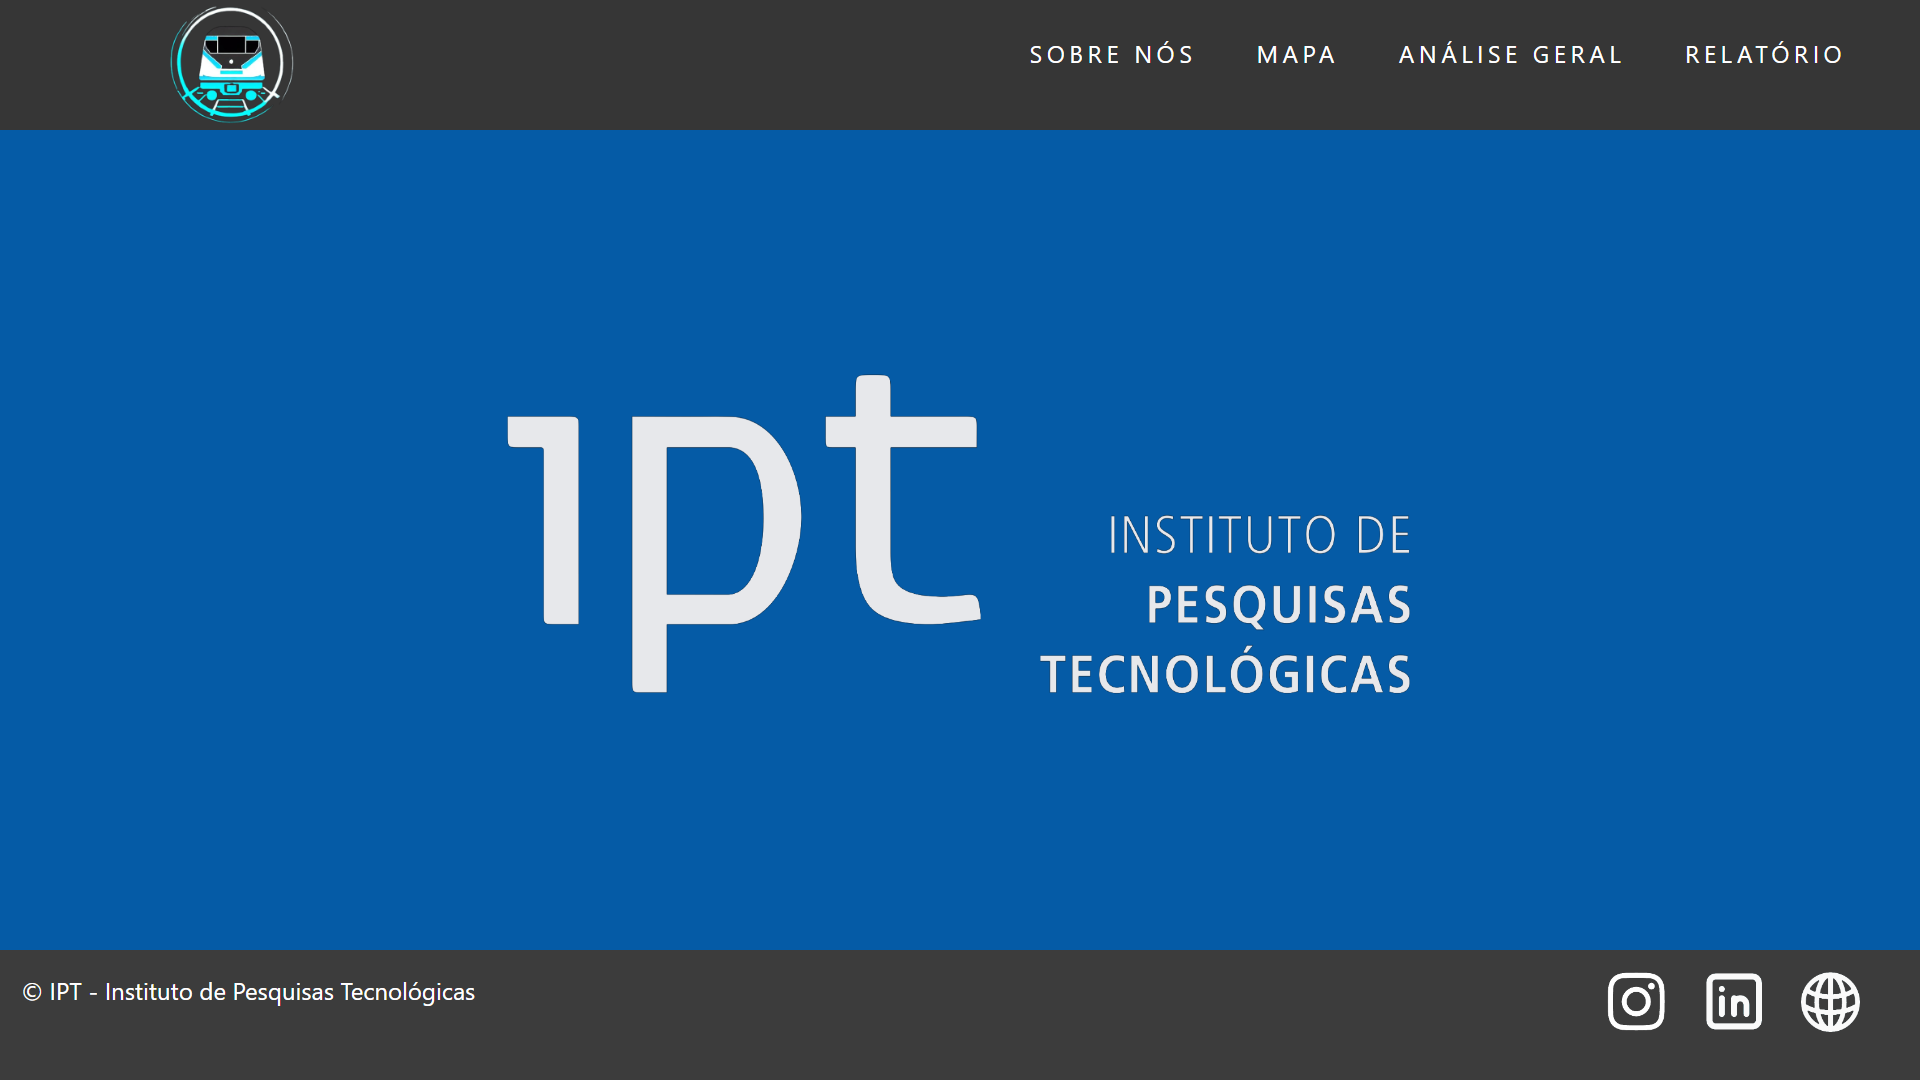 SOBRE NÓS
MAPA
ANÁLISE GERAL
RELATÓRIO
ipt
INSTITUTO DE
PESQUISAS
TECNOLÓGICAS
© IPT - Instituto de Pesquisas Tecnológicas
in